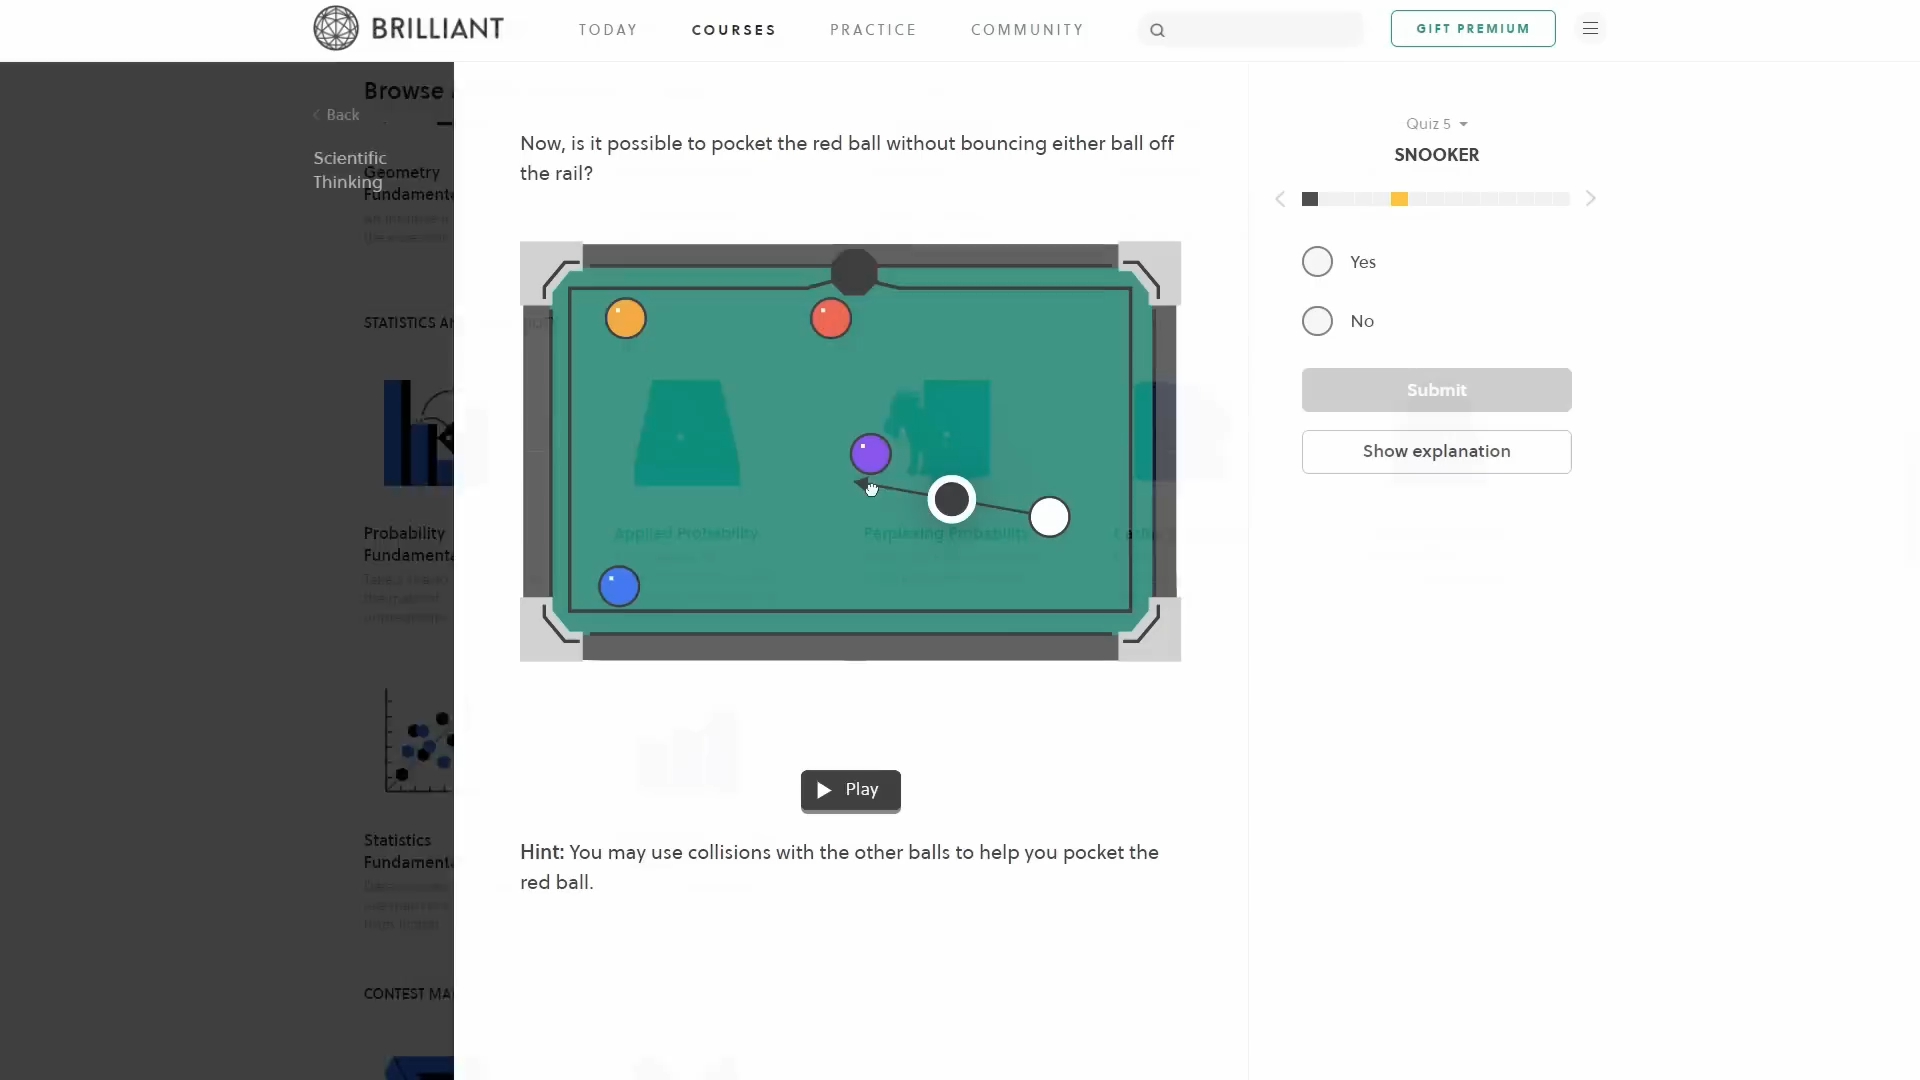 BRILLIANT
TODAY
COURSES
PRACTICE
COMMUNITY
GIFT PREMIUM
Browse
Back
Scientific
Thinking
Geometry
STATISTICS
Probability
Statistics
CONTEST
Now, is it possible to pocket the red ball without bouncing either ball off
the rail?
Applied Probability
Perplexing Probability
Play
Hint: You may use collisions with the other balls to help you pocket the
red ball.
Quiz 5
SNOOKER
Yes
No
Submit
Show explanation